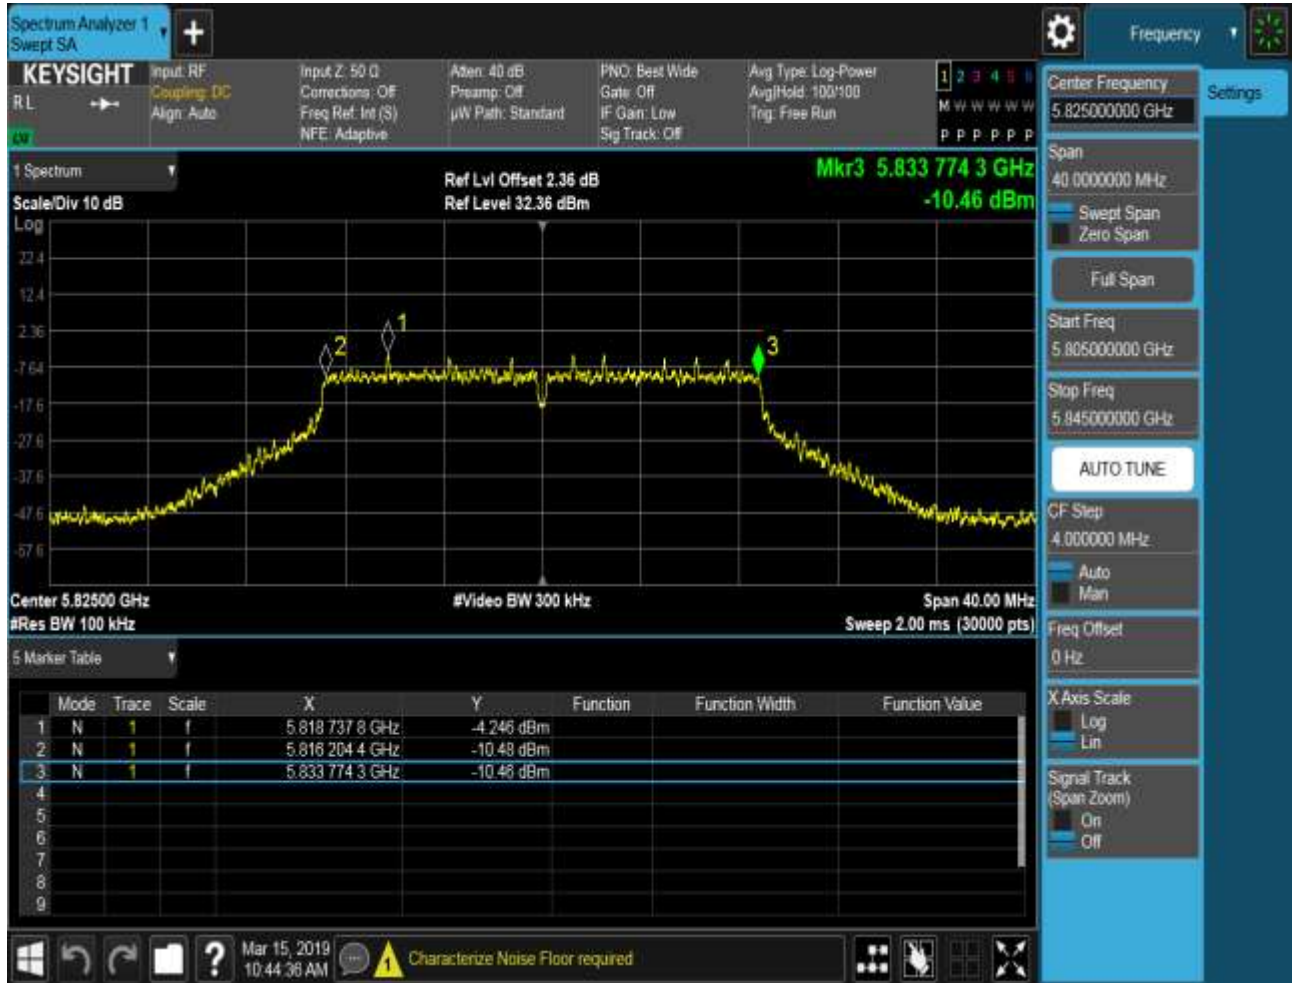 Spectrum Analyzer 1
Swept SA
Frequency
KEYSIGHT
RL
Input: RF
Coupling: DC
Align: Auto
Input Z: 50 Ω
Corrections: Off
Freq Ref: Int (S)
NFE: Adaptive
Atten: 40 dB
Preamp: Off
µW Path: Standard
PNO: Best Wide
Gate: Off
IF Gain: Low
Sig Track: Off
Avg Type: Log-Power
Avg|Hold: 100/100
Trig: Free Run
1 2 3 4 5 6
M W W W W W
P P P P P P
1 Spectrum
Scale/Div 10 dB
Ref Lvl Offset 2.36 dB
Ref Level 32.36 dBm
Mkr3 5.833 774 3 GHz
-10.46 dBm
Log
22.4
12.4
2.36
-7.64
-17.6
-27.6
-37.6
-47.6
-57.6
1
2
3
Center 5.82500 GHz
#Video BW 300 kHz
Span 40.00 MHz
#Res BW 100 kHz
Sweep 2.00 ms (30000 pts)
5 Marker Table
Mode Trace Scale X Y Function Function Width Function Value
1 N 1 f 5.818 737 8 GHz -4.246 dBm
2 N 1 f 5.816 204 4 GHz -10.48 dBm
3 N 1 f 5.833 774 3 GHz -10.46 dBm
4
5
6
7
8
9
Mar 15, 2019
10:44:36 AM
?
1
Characterize Noise Floor required
Center Frequency
5.825000000 GHz
Settings
Span
40.0000000 MHz
Swept Span
Zero Span
Full Span
Start Freq
5.805000000 GHz
Stop Freq
5.845000000 GHz
AUTO TUNE
CF Step
4.000000 MHz
Auto
Man
Freq Offset
0 Hz
X Axis Scale
Log
Lin
Signal Track
(Span Zoom)
On
Off